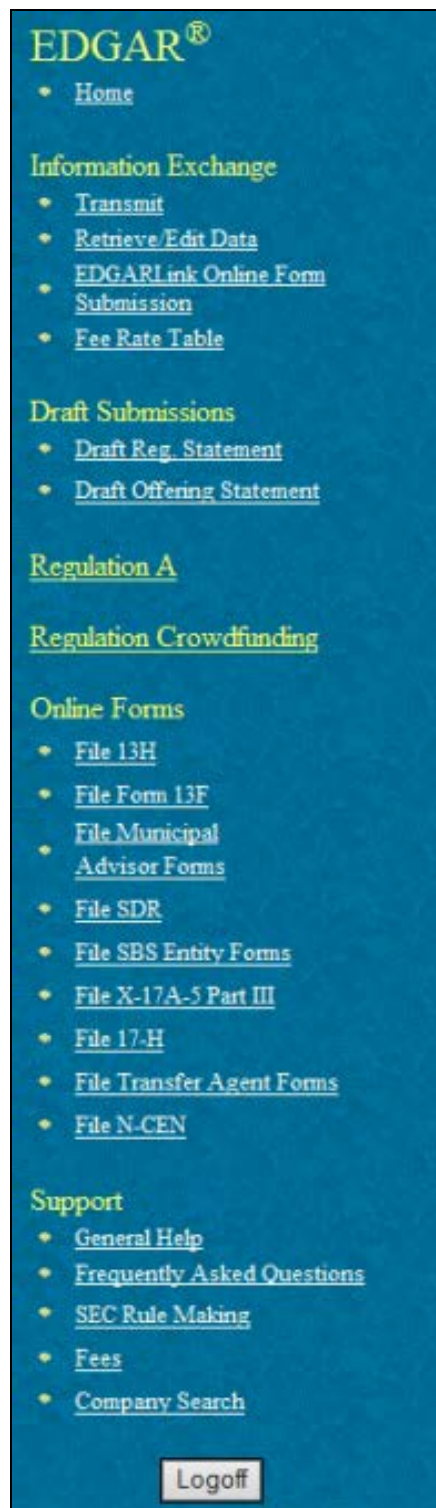 EDGAR®
Home
Information Exchange
Transmit
Retrieve/Edit Data
EDGARLink Online Form
Submission
Fee Rate Table
Draft Submissions
Draft Reg. Statement
Draft Offering Statement
Regulation A
Regulation Crowdfunding
Online Forms
File 13H
File Form 13F
File Municipal
Advisor Forms
File SDR
File SBS Entity Forms
File X-17A-5 Part III
File 17-H
File Transfer Agent Forms
File N-CEN
Support
General Help
Frequently Asked Questions
SEC Rule Making
Fees
Company Search
Logoff